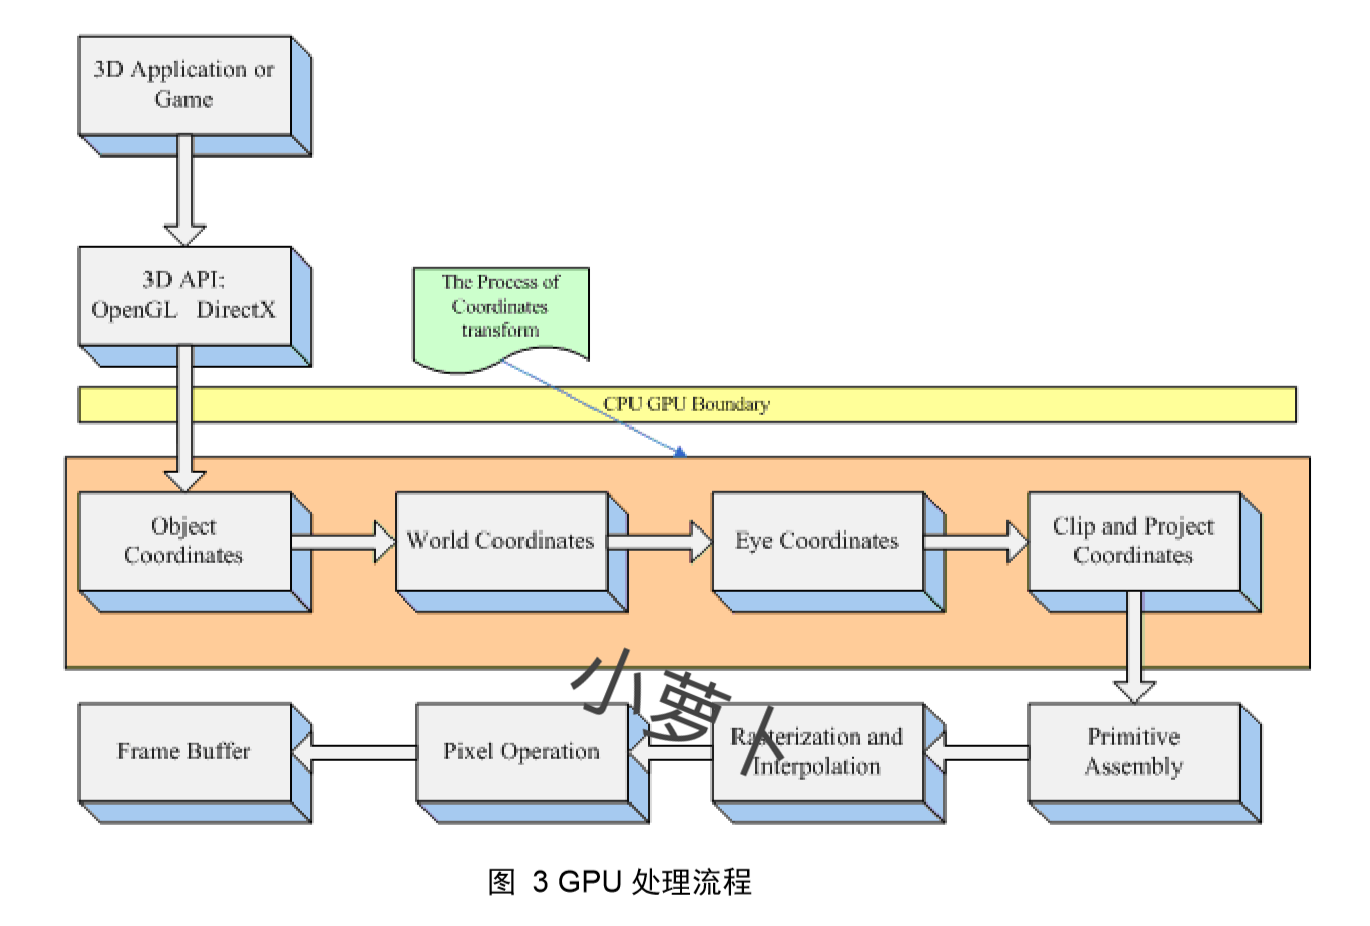 3D Application or
Game
3D API:
OpenGL DirectX
The Process of
Coordinates
transform
CPU GPU Boundary
Object
Coordinates
World Coordinates
Eye Coordinates
Clip and Project
Coordinates
小萝卜
Frame Buffer
Pixel Operation
Rasterization and
Interpolation
Primitive
Assembly
图 3 GPU 处理流程